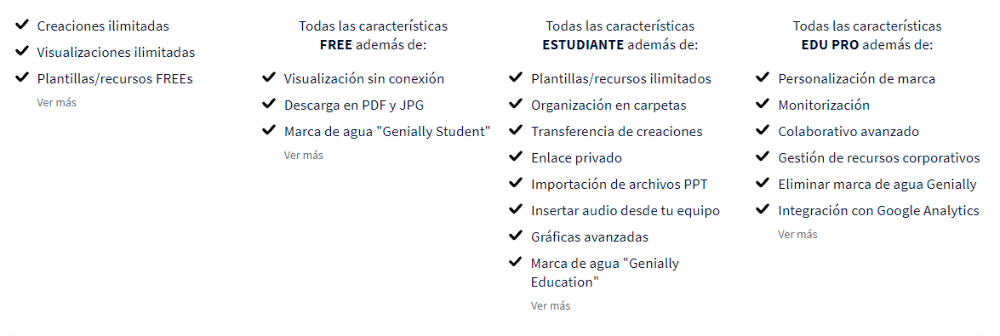 Creaciones ilimitadas
Visualizaciones ilimitadas
Plantillas/recursos FREEs
Ver más
Todas las características
FREE además de:
Visualización sin conexión
Descarga en PDF y JPG
Marca de agua "Genially Student"
Ver más
Todas las características
ESTUDIANTE además de:
Plantillas/recursos ilimitados
Organización en carpetas
Transferencia de creaciones
Enlace privado
Importación de archivos PPT
Insertar audio desde tu equipo
Gráficas avanzadas
Marca de agua "Genially
Education"
Ver más
Todas las características
EDU PRO además de:
Personalización de marca
Monitorización
Colaborativo avanzado
Gestión de recursos corporativos
Eliminar marca de agua Genially
Integración con Google Analytics
Ver más